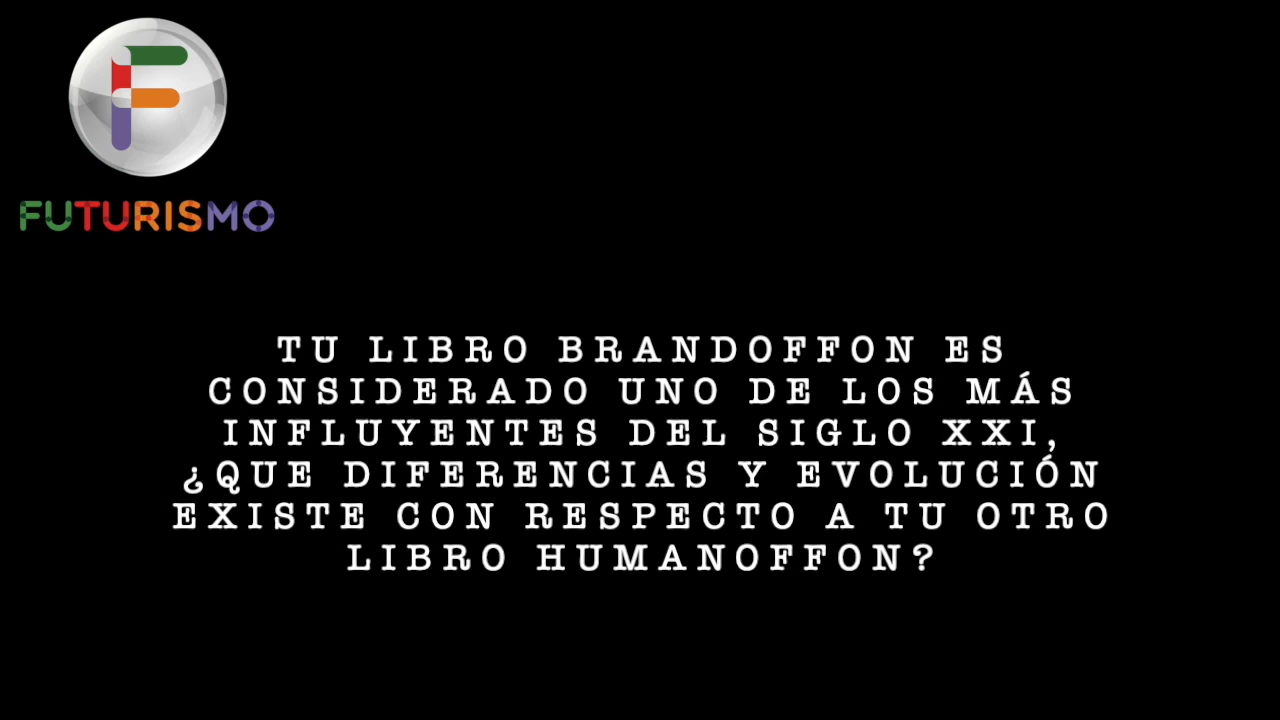 F
FUTURISMO
TU LIBRO BRANDOFFON ES
CONSIDERADO UNO DE LOS MÁS
INFLUYENTES DEL SIGLO XXI,
¿QUE DIFERENCIAS Y EVOLUCIÓN
EXISTE CON RESPECTO A TU OTRO
LIBRO HUMANOFFON?